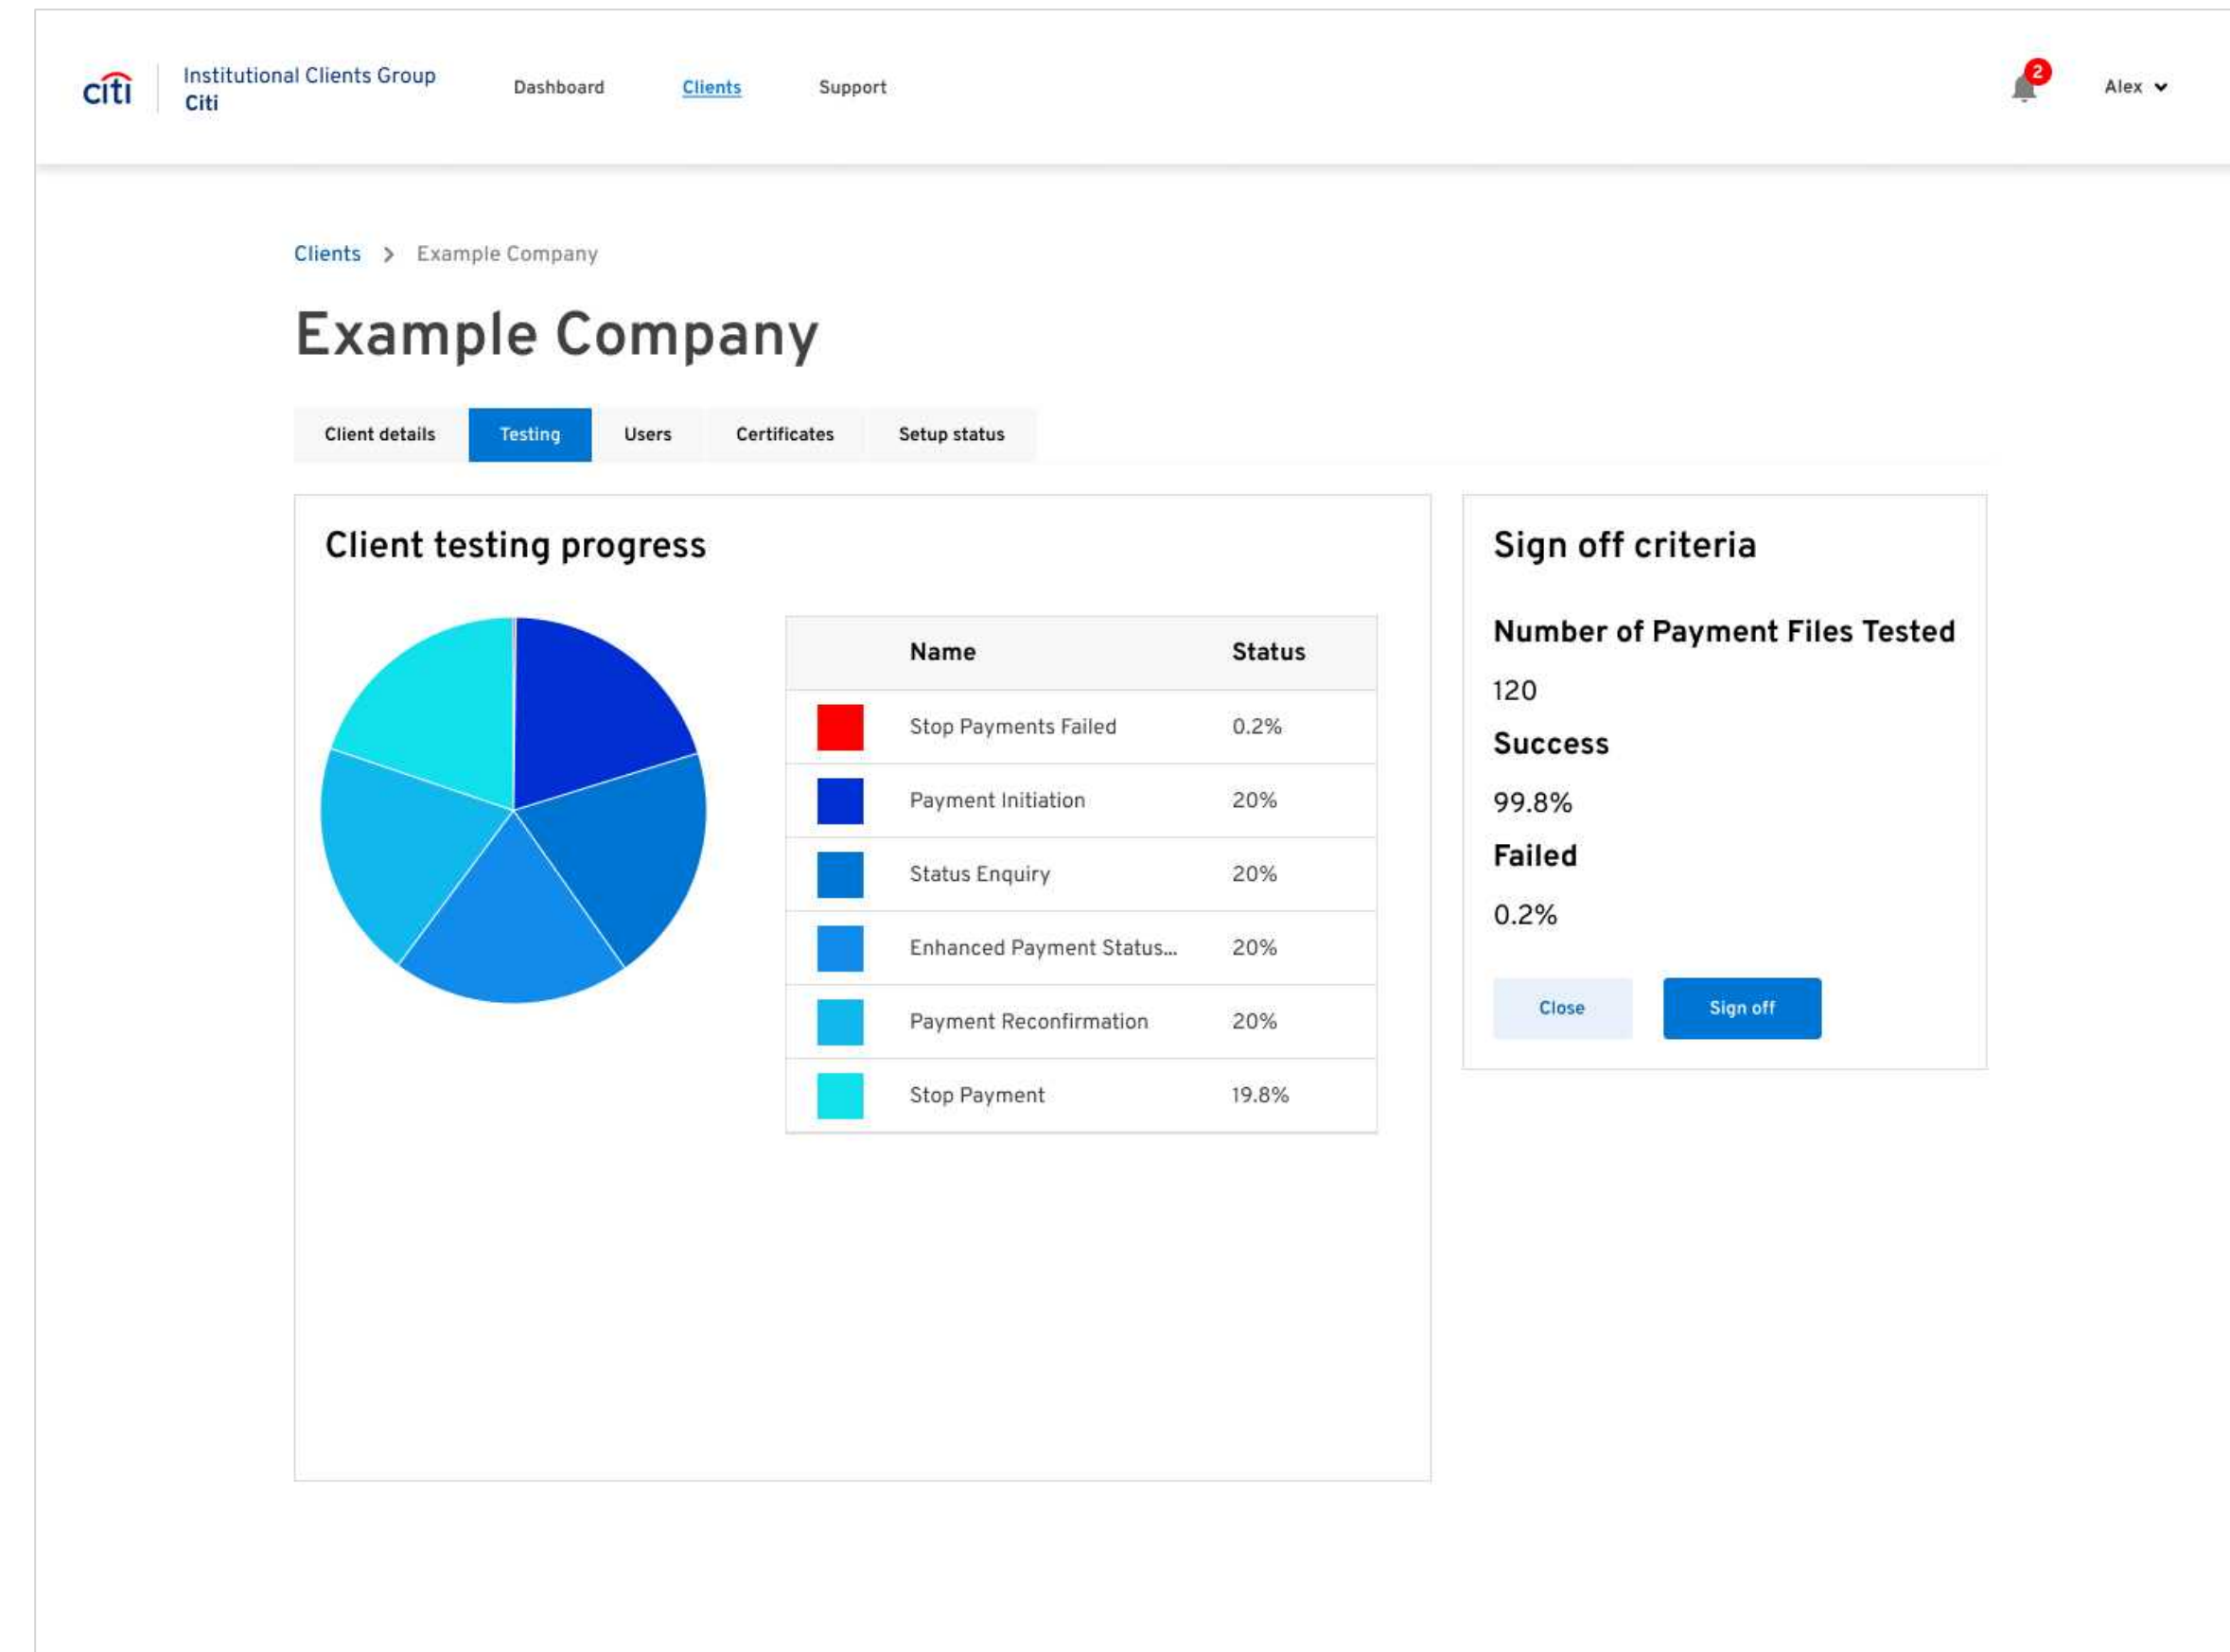 citi
Institutional Clients Group
Citi
Dashboard Clients Support
2
Alex
Clients > Example Company
Example Company
Client details Testing Users Certificates Setup status
Client testing progress
Name Status
Stop Payments Failed 0.2%
Payment Initiation 20%
Status Enquiry 20%
Enhanced Payment Status... 20%
Payment Reconfirmation 20%
Stop Payment 19.8%
Sign off criteria
Number of Payment Files Tested
120
Success
99.8%
Failed
0.2%
Close Sign off